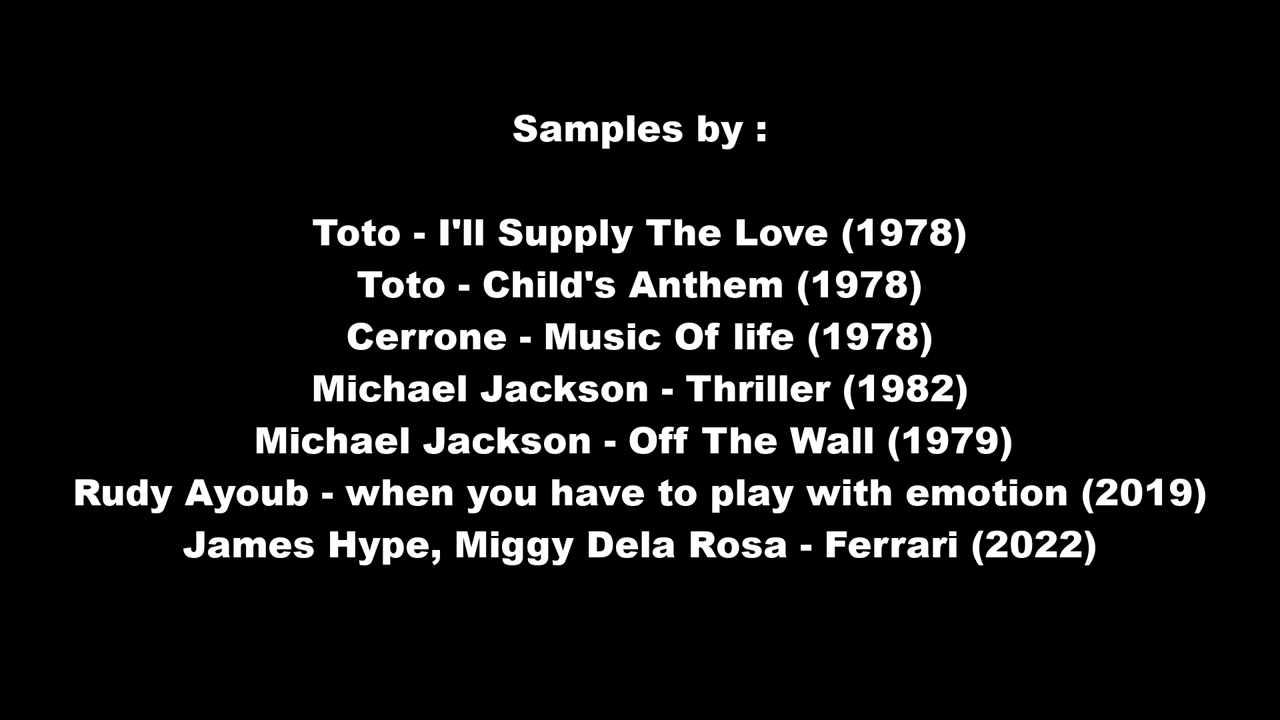 Samples by :
Toto - I'll Supply The Love (1978)
Toto - Child's Anthem (1978)
Cerrone - Music Of life (1978)
Michael Jackson - Thriller (1982)
Michael Jackson - Off The Wall (1979)
Rudy Ayoub - when you have to play with emotion (2019)
James Hype, Miggy Dela Rosa - Ferrari (2022)